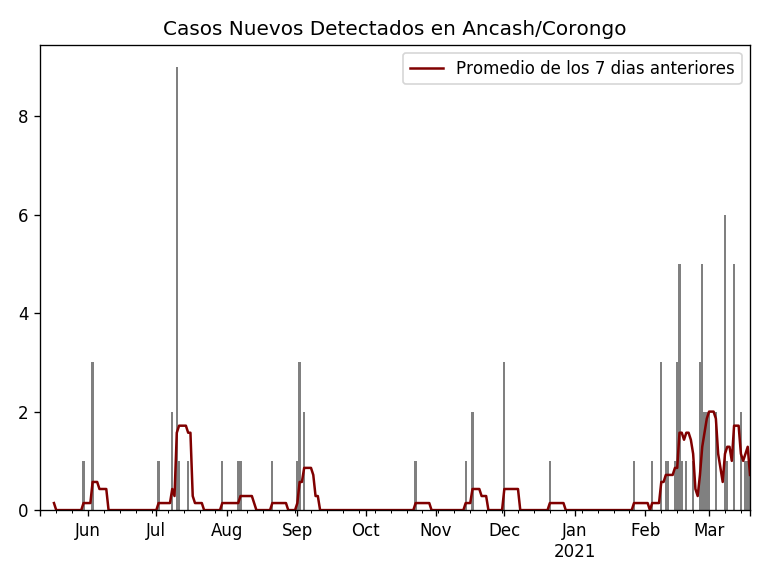 Casos Nuevos Detectados en Ancash/Corongo
Promedio de los 7 dias anteriores
8
6
4
2
0
Jun Jul Aug Sep Oct Nov Dec Jan Feb Mar
2021